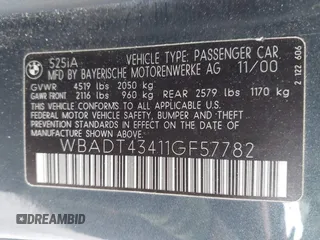 525iA VEHICLE TYPE: PASSENGER CAR
MFD BY BAYERISCHE MOTORENWERKE AG 11/00
GVWR 4519 lbs 2050 kg
GAWR FRONT 2116 lbs 960 kg REAR 2579 lbs 1170 kg
THIS VEHICLE CONFORMS TO ALL APPLICABLE U.S.
FEDERAL MOTOR VEHICLE SAFETY, BUMPER, AND
THEFT PREVENTION STANDARDS IN EFFECT ON THE
DATE OF MANUFACTURE SHOWN ABOVE.
WBADT43411GF57782
2 122 606
DREAMBID